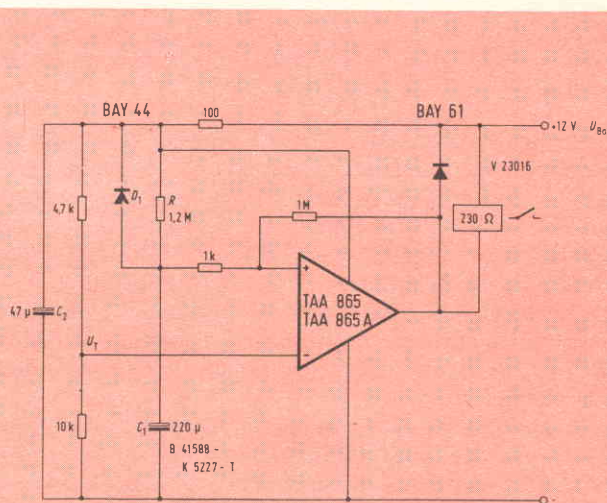 BAY 44
100
BAY 61
+12 V U_Ba
V 23016
D₁
R
1,2 M
4,7 k
1M
230 Ω
1k
+
TAA 865
TAA 865 A
47 µ C₂
U_T
−
10k
C₁ 220 µ
B 41588 -
K 5227 - T
-